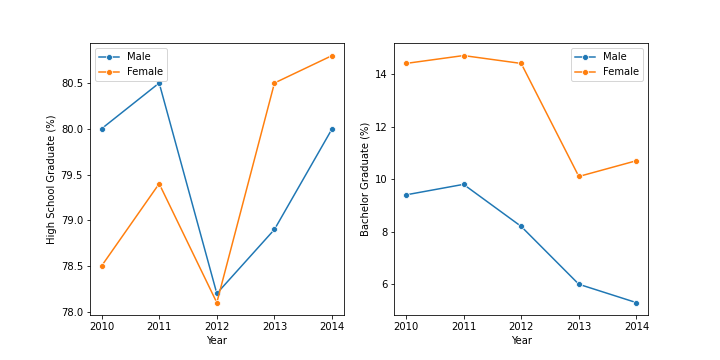 Male
Female
High School Graduate (%)
80.5
80.0
79.5
79.0
78.5
78.0
2010 2011 2012 2013 2014
Year
Male
Female
Bachelor Graduate (%)
14
12
10
8
6
2010 2011 2012 2013 2014
Year